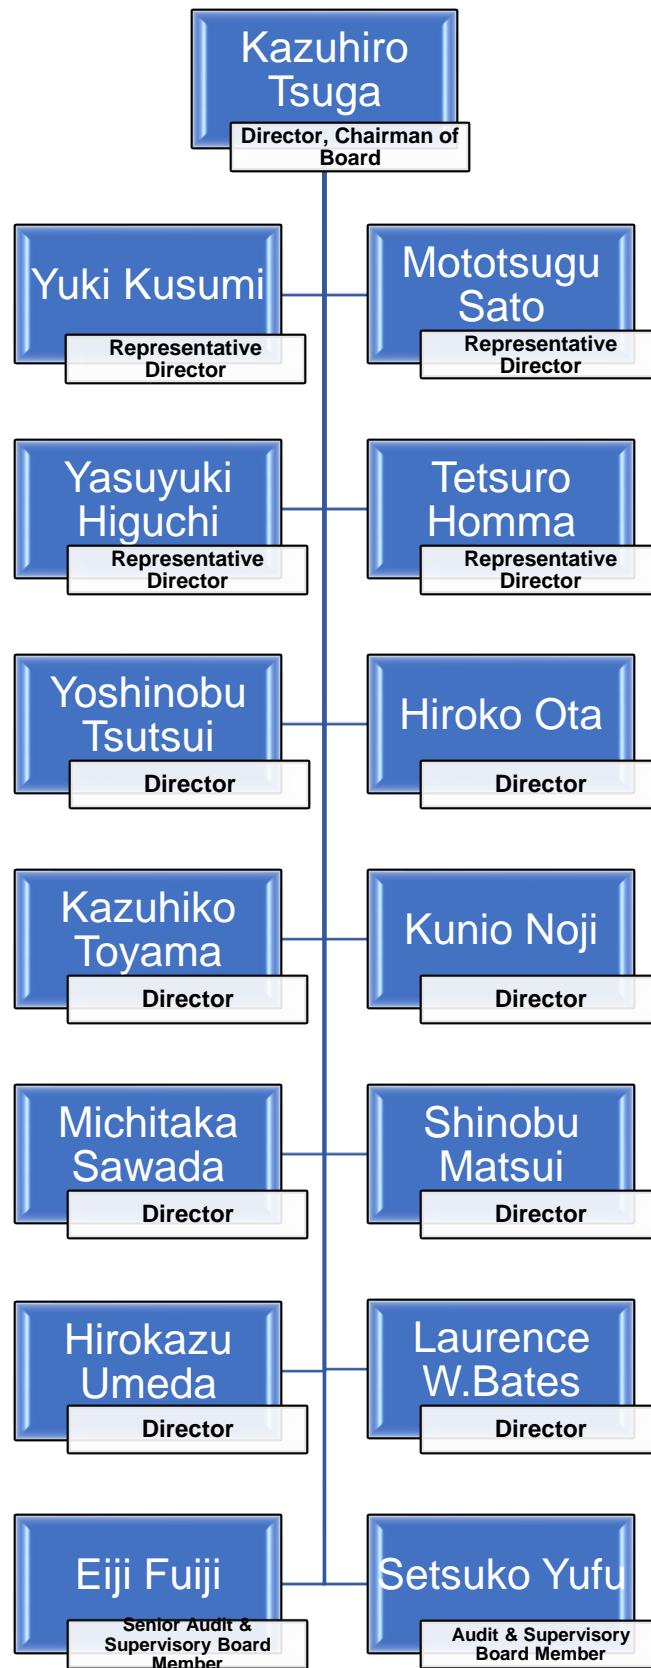 Kazuhiro
Tsuga
Director, Chairman of
Board
Yuki Kusumi
Representative
Director
Mototsugu
Sato
Representative
Director
Yasuyuki
Higuchi
Representative
Director
Tetsuro
Homma
Representative
Director
Yoshinobu
Tsutsui
Director
Hiroko Ota
Director
Kazuhiko
Toyama
Director
Kunio Noji
Director
Michitaka
Sawada
Director
Shinobu
Matsui
Director
Hirokazu
Umeda
Director
Laurence
W.Bates
Director
Eiji Fuiji
Senior Audit &
Supervisory Board
Member
Setsuko Yufu
Audit & Supervisory
Board Member